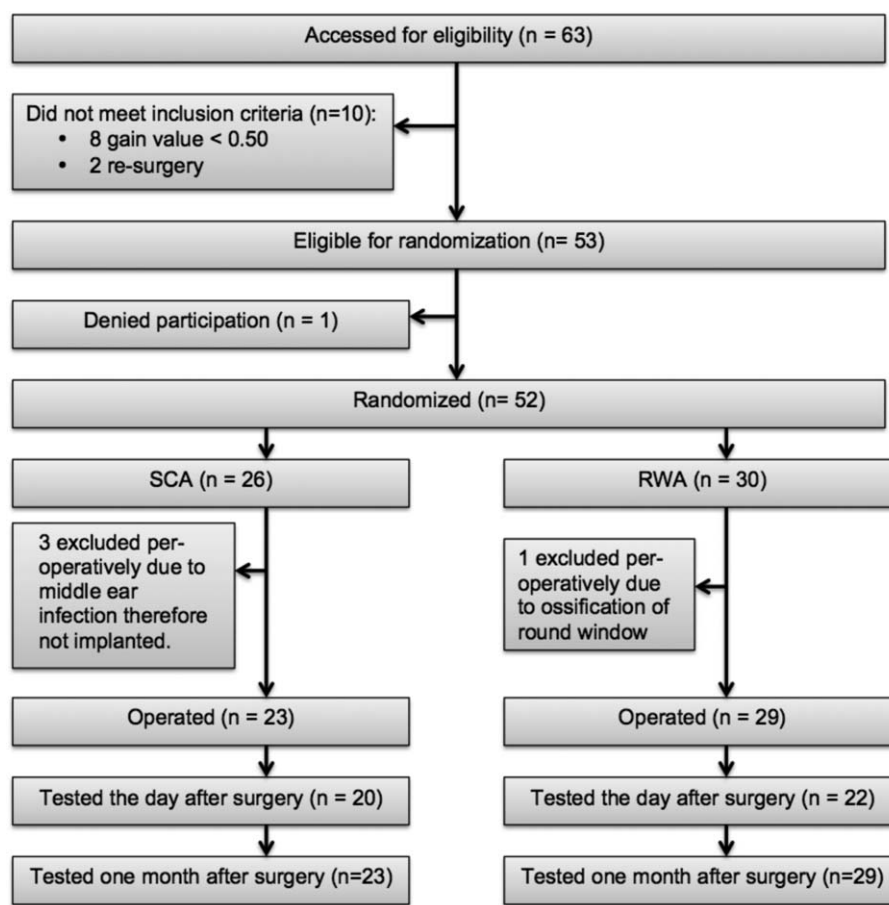 Accessed for eligibility (n = 63)
Did not meet inclusion criteria (n=10):
• 8 gain value < 0.50
• 2 re-surgery
Eligible for randomization (n= 53)
Denied participation (n = 1)
Randomized (n= 52)
SCA (n = 26)
RWA (n = 30)
3 excluded per-
operatively due to
middle ear
infection therefore
not implanted.
1 excluded per-
operatively due
to ossification of
round window
Operated (n = 23)
Operated (n = 29)
Tested the day after surgery (n = 20)
Tested the day after surgery (n = 22)
Tested one month after surgery (n=23)
Tested one month after surgery (n=29)